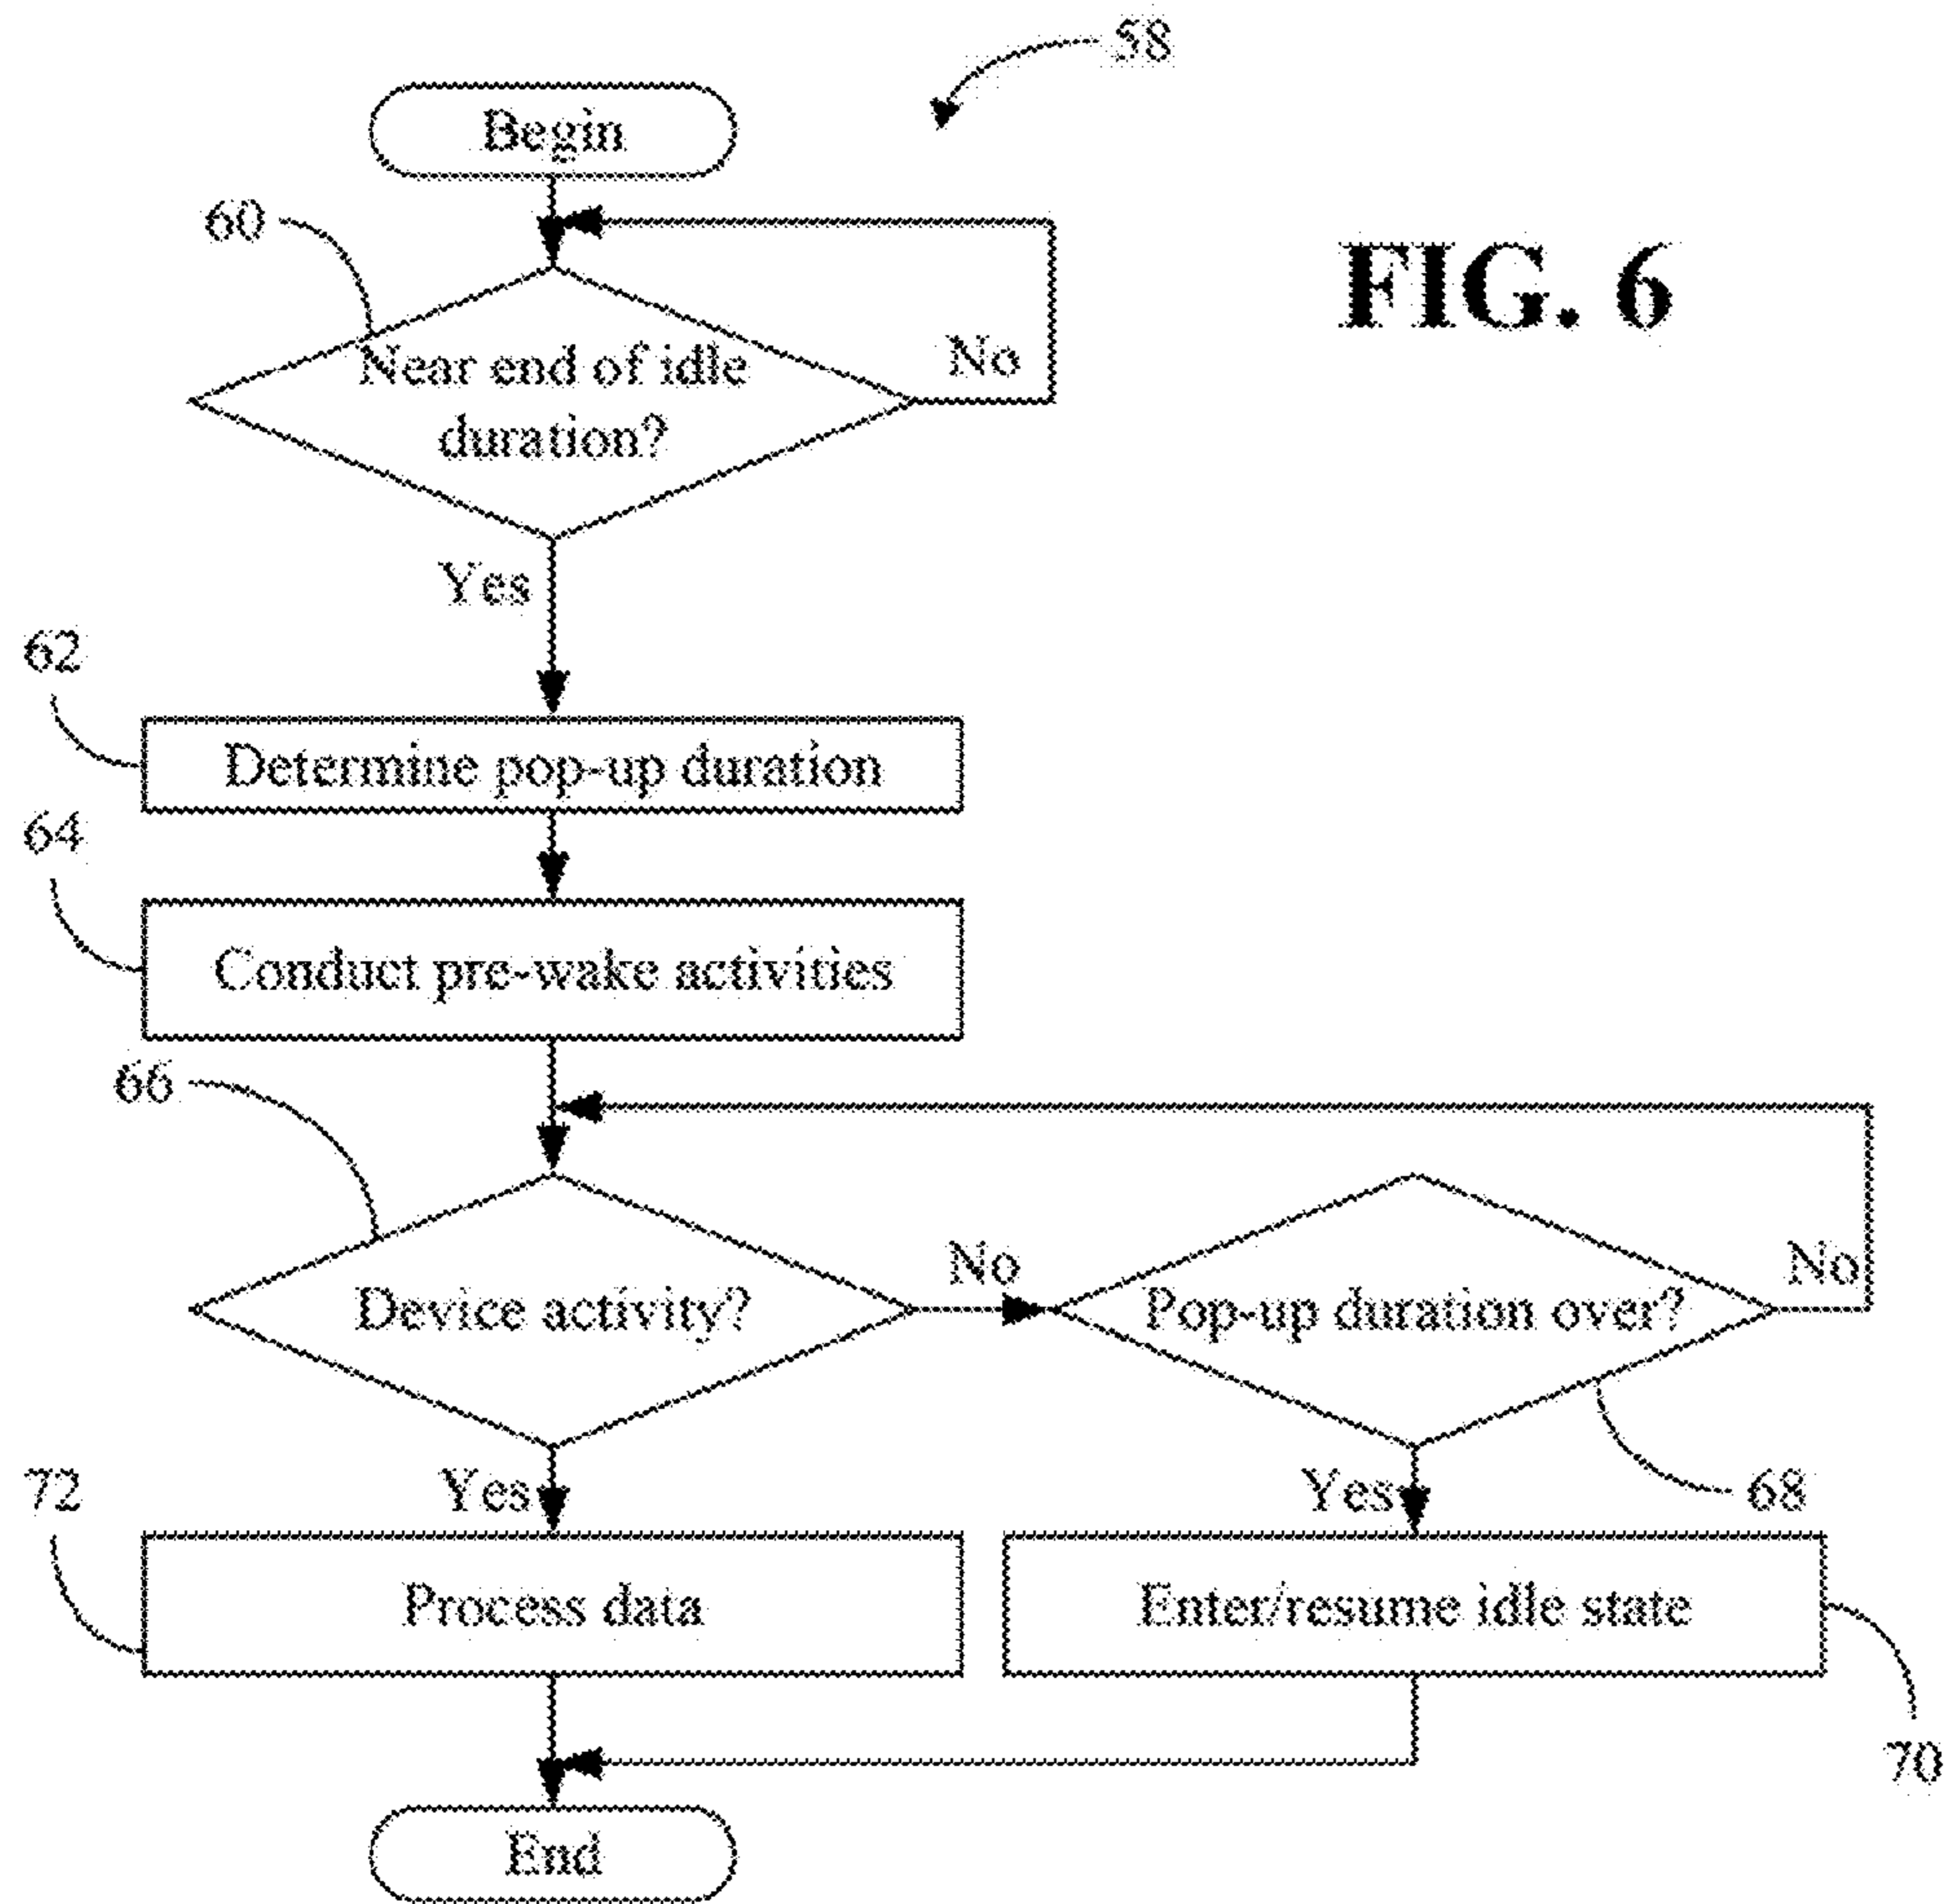 58
Begin
60
FIG. 6
Near end of idle
duration?
No
Yes
62
Determine pop-up duration
64
Conduct pre-wake activities
66
Device activity?
No
Pop-up duration over?
No
Yes
Yes
68
72
Process data
Enter/resume idle state
70
End